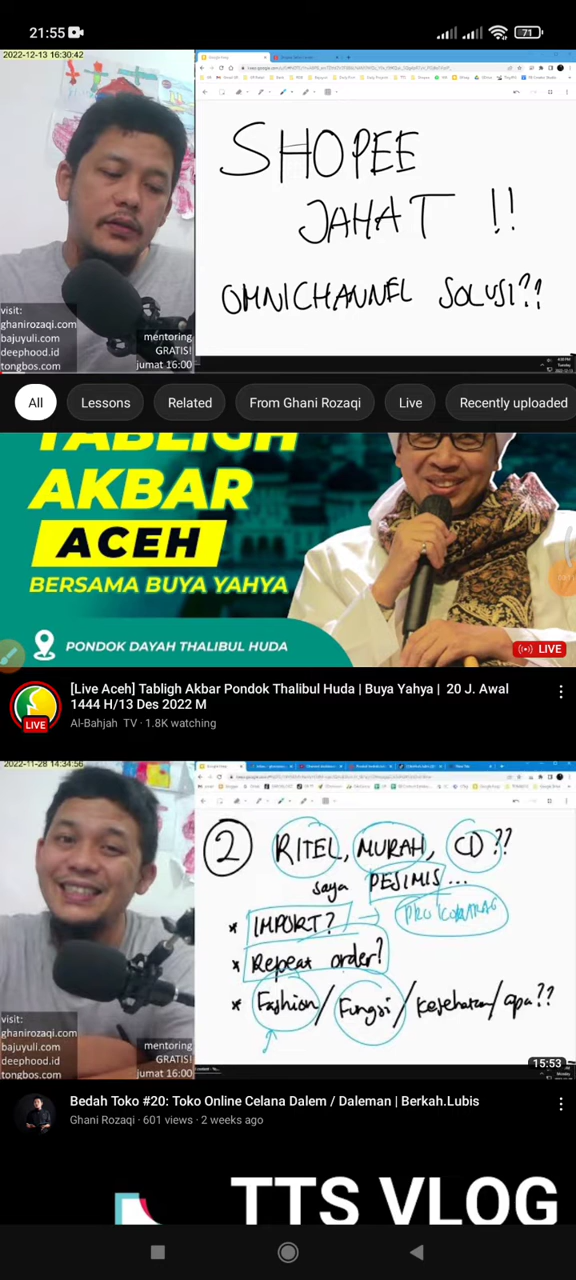 21:55
71
2022-12-13 16:30:42
SHOPEE
JAHAT !!
OMNICHANNEL SOLUSI??
visit:
ghanirozaqi.com
bajuyuli.com
deephood.id
tongbos.com
mentoring
GRATIS!
jumat 16:00
All
Lessons
Related
From Ghani Rozaqi
Live
Recently uploaded
TABLIGH
AKBAR
ACEH
BERSAMA BUYA YAHYA
PONDOK DAYAH THALIBUL HUDA
LIVE
LIVE
[Live Aceh] Tabligh Akbar Pondok Thalibul Huda | Buya Yahya | 20 J. Awal
1444 H/13 Des 2022 M
Al-Bahjah TV · 1.8K watching
2022-11-28 14:34:56
2 RITEL, MURAH, CD??
saya PESIMIS...
* IMPORT? →
* Repeat order?
* Fashion/Fungsi/kesehatan/apa??
visit:
ghanirozaqi.com
bajuyuli.com
deephood.id
tongbos.com
mentoring
GRATIS!
jumat 16:00
15:53
Bedah Toko #20: Toko Online Celana Dalem / Daleman | Berkah.Lubis
Ghani Rozaqi · 601 views · 2 weeks ago
TTS VLOG